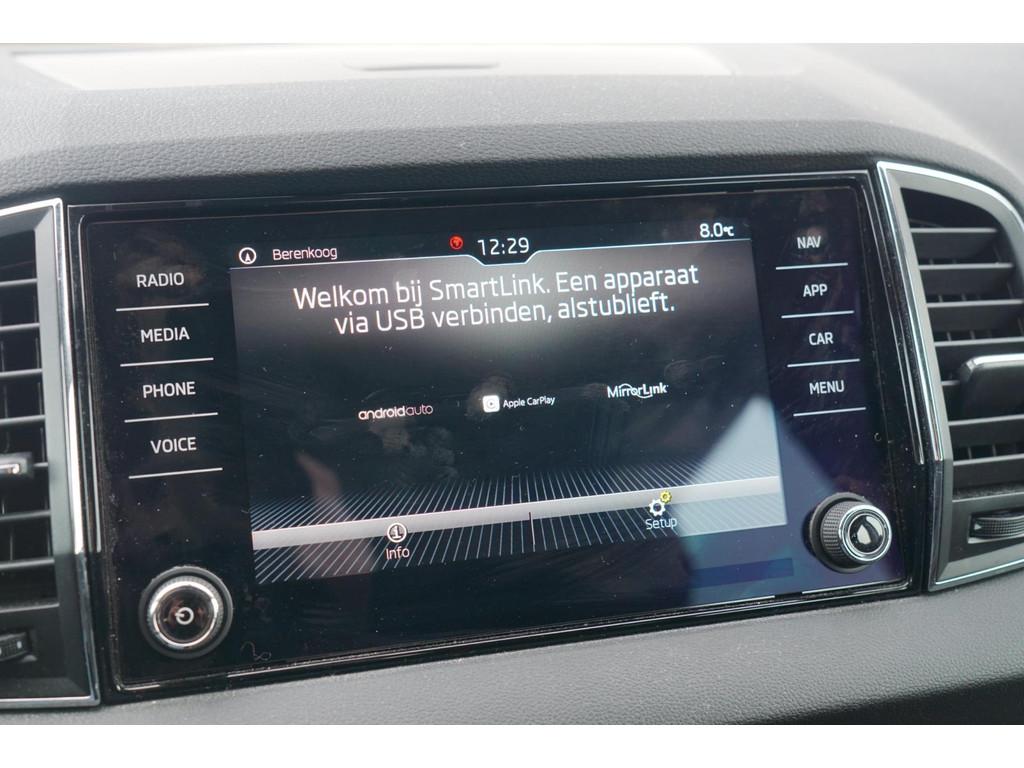 Berenkoog
12:29
8.0℃
Welkom bij SmartLink. Een apparaat
via USB verbinden, alstublieft.
androidauto
Apple CarPlay
MirrorLink
Info
Setup
RADIO
MEDIA
PHONE
VOICE
NAV
APP
CAR
MENU